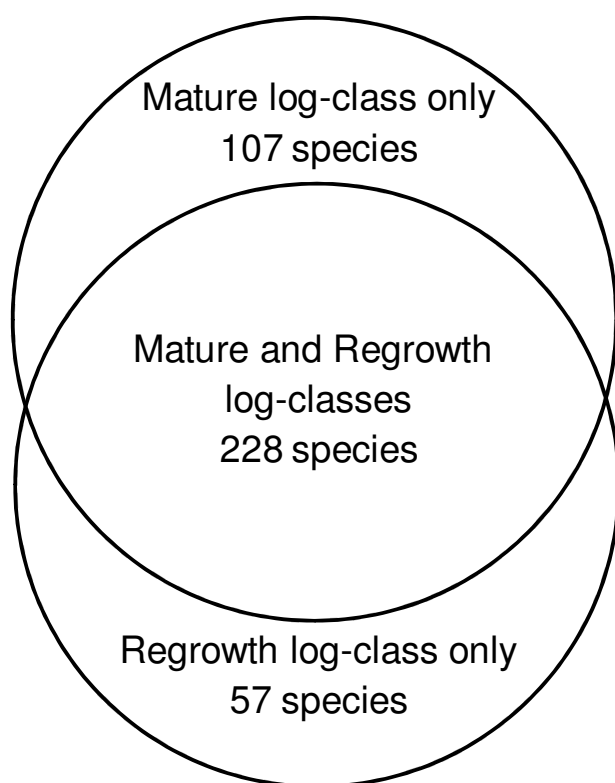 Mature log-class only
107 species
Mature and Regrowth
log-classes
228 species
Regrowth log-class only
57 species